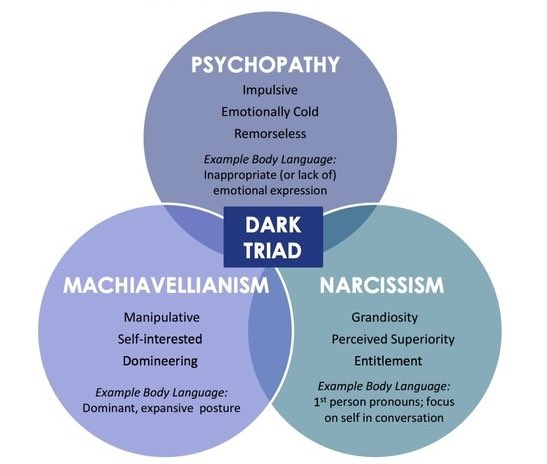 PSYCHOPATHY
Impulsive
Emotionally Cold
Remorseless
Example Body Language:
Inappropriate (or lack of)
emotional expression
DARK
TRIAD
MACHIAVELLIANISM
Manipulative
Self-interested
Domineering
Example Body Language:
Dominant, expansive posture
NARCISSISM
Grandiosity
Perceived Superiority
Entitlement
Example Body Language:
1st person pronouns; focus
on self in conversation